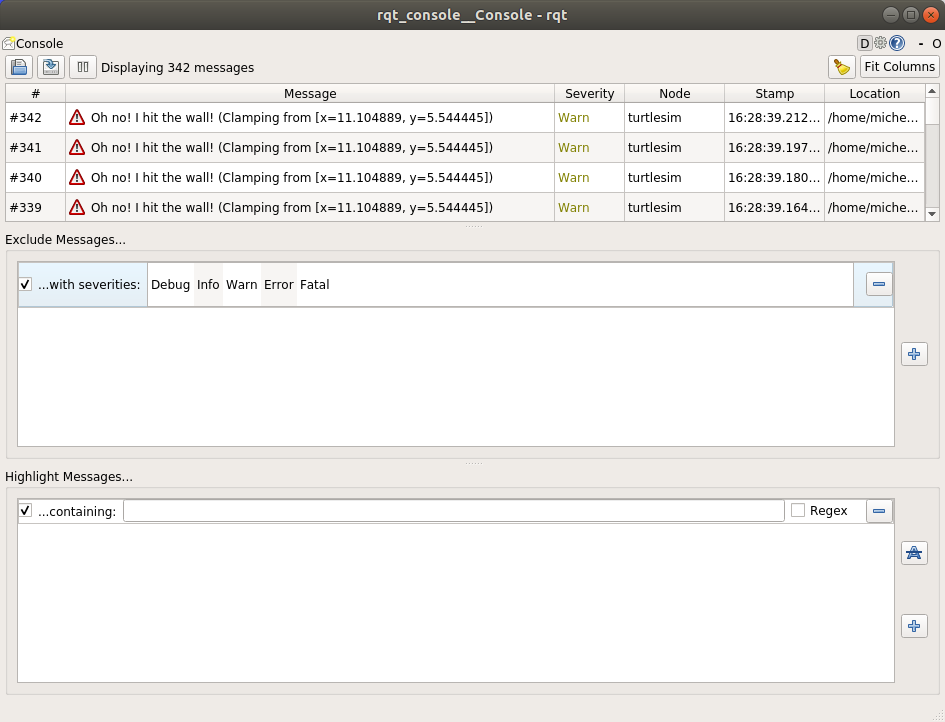 rqt_console__Console - rqt
Console D ? - O
Displaying 342 messages Fit Columns
# Message Severity Node Stamp Location
#342 Oh no! I hit the wall! (Clamping from [x=11.104889, y=5.544445]) Warn turtlesim 16:28:39.212... /home/miche...
#341 Oh no! I hit the wall! (Clamping from [x=11.104889, y=5.544445]) Warn turtlesim 16:28:39.197... /home/miche...
#340 Oh no! I hit the wall! (Clamping from [x=11.104889, y=5.544445]) Warn turtlesim 16:28:39.180... /home/miche...
#339 Oh no! I hit the wall! (Clamping from [x=11.104889, y=5.544445]) Warn turtlesim 16:28:39.164... /home/miche...
Exclude Messages...
...with severities: Debug Info Warn Error Fatal
Highlight Messages...
...containing: Regex